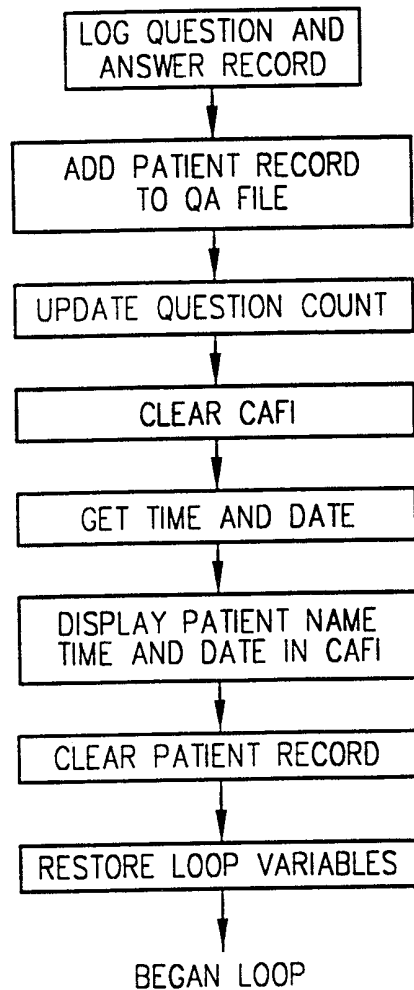 LOG QUESTION AND
ANSWER RECORD
ADD PATIENT RECORD
TO QA FILE
UPDATE QUESTION COUNT
CLEAR CAFI
GET TIME AND DATE
DISPLAY PATIENT NAME
TIME AND DATE IN CAFI
CLEAR PATIENT RECORD
RESTORE LOOP VARIABLES
BEGAN LOOP